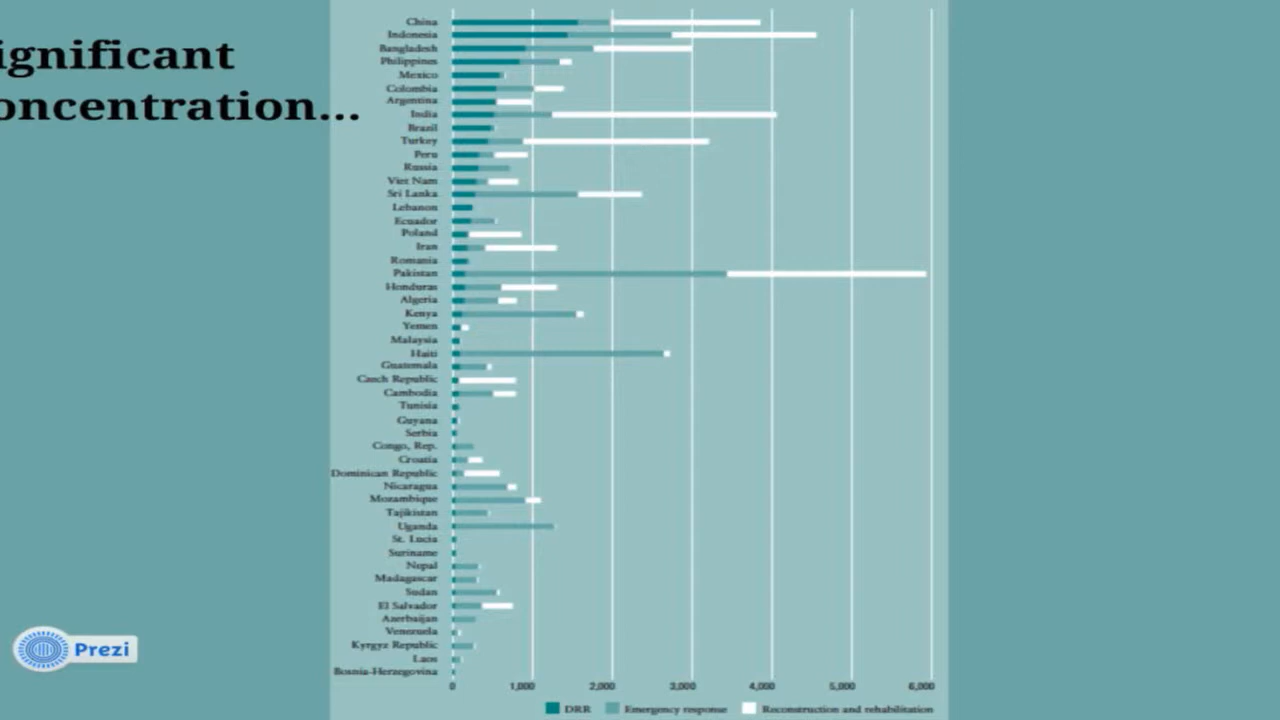 ignificant
oncentration...
China
Indonesia
Bangladesh
Philippines
Mexico
Colombia
Argentina
India
Brazil
Turkey
Peru
Russia
Viet Nam
Sri Lanka
Lebanon
Ecuador
Poland
Iran
Romania
Pakistan
Honduras
Algeria
Kenya
Yemen
Malaysia
Haiti
Guatemala
Czech Republic
Cambodia
Tunisia
Guyana
Serbia
Congo, Rep.
Croatia
Dominican Republic
Nicaragua
Mozambique
Tajikistan
Uganda
St. Lucia
Suriname
Nepal
Madagascar
Sudan
El Salvador
Azerbaijan
Venezuela
Kyrgyz Republic
Laos
Bosnia-Herzegovina
0 1,000 2,000 3,000 4,000 5,000 6,000
DRR Emergency response Reconstruction and rehabilitation
Prezi